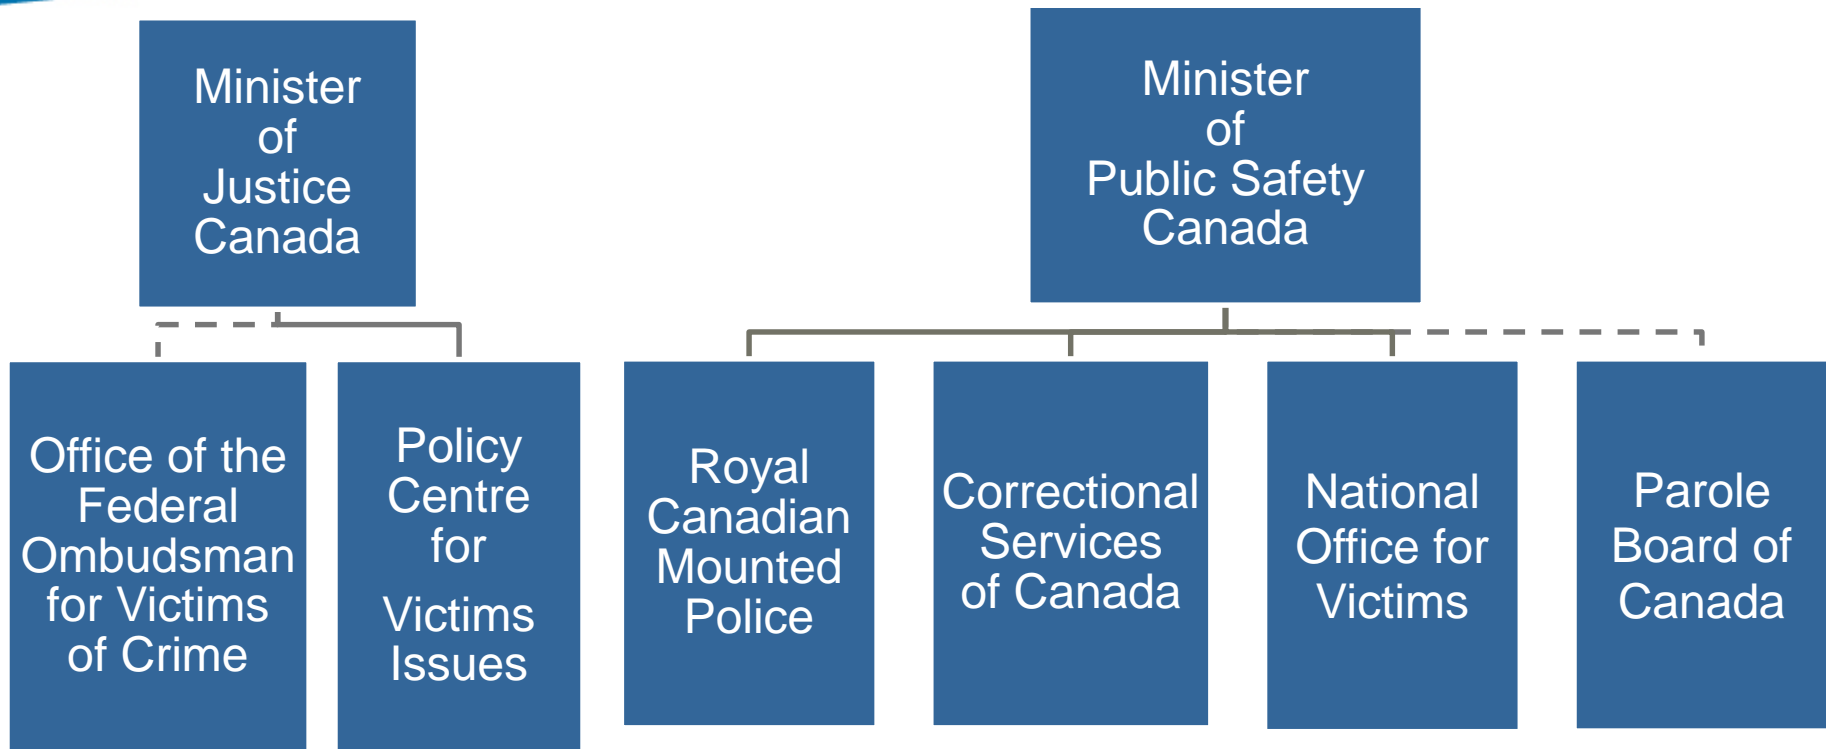 Minister
of
Justice
Canada
Minister
of
Public Safety
Canada
Office of the
Federal
Ombudsman
for Victims
of Crime
Policy
Centre
for
Victims
Issues
Royal
Canadian
Mounted
Police
Correctional
Services
of Canada
National
Office for
Victims
Parole
Board of
Canada